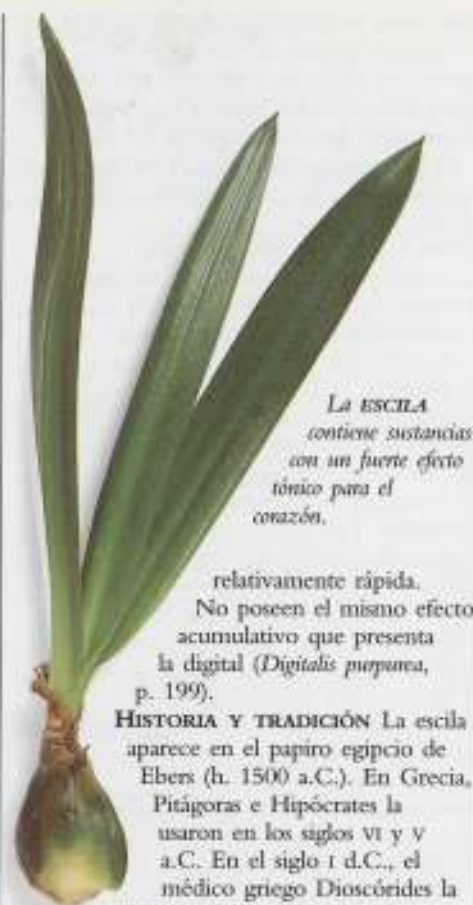 La ESCILA
contiene sustancias
con un fuerte efecto
tónico para el
corazón.
relativamente rápida.
No poseen el mismo efecto
acumulativo que presenta
la digital (Digitalis purpurea,
p. 199).
HISTORIA Y TRADICIÓN La escila
aparece en el papiro egipcio de
Ebers (h. 1500 a.C.). En Grecia,
Pitágoras e Hipócrates la
usaron en los siglos VI y V
a.C. En el siglo I d.C., el
médico griego Dioscórides la